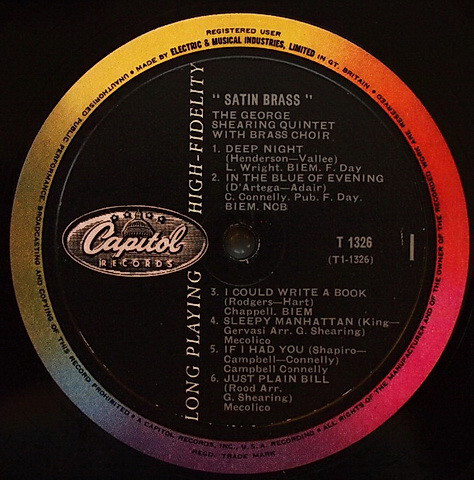 REGISTERED USER
UNAUTHORISED PUBLIC PERFORMANCE, BROADCASTING AND COPYING OF THIS RECORD PROHIBITED • MADE BY ELECTRIC & MUSICAL INDUSTRIES, LIMITED IN GT. BRITAIN • ALL RIGHTS OF THE MANUFACTURER AND OF THE OWNER OF THE RECORDED WORK ARE RESERVED
• A CAPITOL RECORDS, INC., U.S.A. RECORDING •
REGD. TRADE MARK
LONG PLAYING HIGH-FIDELITY
Capitol
RECORDS
" SATIN BRASS "
THE GEORGE
SHEARING QUINTET
WITH BRASS CHOIR
1. DEEP NIGHT
(Henderson—Vallee)
L. Wright. BIEM. F. Day
2. IN THE BLUE OF EVENING
(D'Artega—Adair)
C. Connelly. Pub. F. Day.
BIEM. NCB
T 1326
(T1-1326)
1
3. I COULD WRITE A BOOK
(Rodgers—Hart)
Chappell. BIEM
4. SLEEPY MANHATTAN (King—
Gervasi Arr. G. Shearing)
Mecolico
5. IF I HAD YOU (Shapiro—
Campbell—Connelly)
Campbell Connelly
6. JUST PLAIN BILL
(Rood Arr.
G. Shearing)
Mecolico